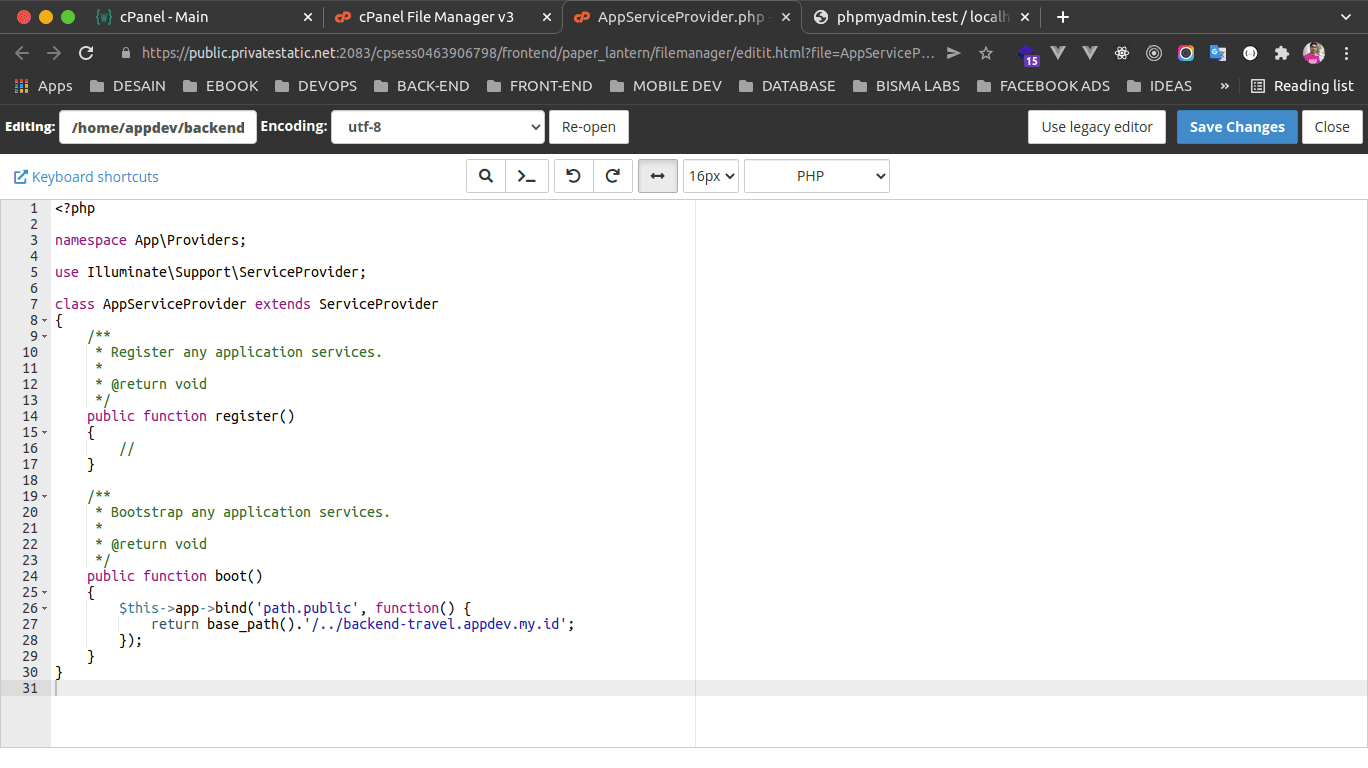 cPanel - Main
cPanel File Manager v3
AppServiceProvider.php
phpmyadmin.test / localh
https://public.privatestatic.net:2083/cpsess0463906798/frontend/paper_lantern/filemanager/editit.html?file=AppServiceP...
15
Apps
DESAIN
EBOOK
DEVOPS
BACK-END
FRONT-END
MOBILE DEV
DATABASE
BISMA LABS
FACEBOOK ADS
IDEAS
»
Reading list
Editing:
/home/appdev/backend
Encoding:
utf-8
Re-open
Use legacy editor
Save Changes
Close
Keyboard shortcuts
16px
PHP
1 <?php
2
3 namespace App\Providers;
4
5 use Illuminate\Support\ServiceProvider;
6
7 class AppServiceProvider extends ServiceProvider
8 {
9     /**
10      * Register any application services.
11      *
12      * @return void
13      */
14     public function register()
15     {
16         //
17     }
18
19     /**
20      * Bootstrap any application services.
21      *
22      * @return void
23      */
24     public function boot()
25     {
26         $this->app->bind('path.public', function() {
27             return base_path().'/../backend-travel.appdev.my.id';
28         });
29     }
30 }
31